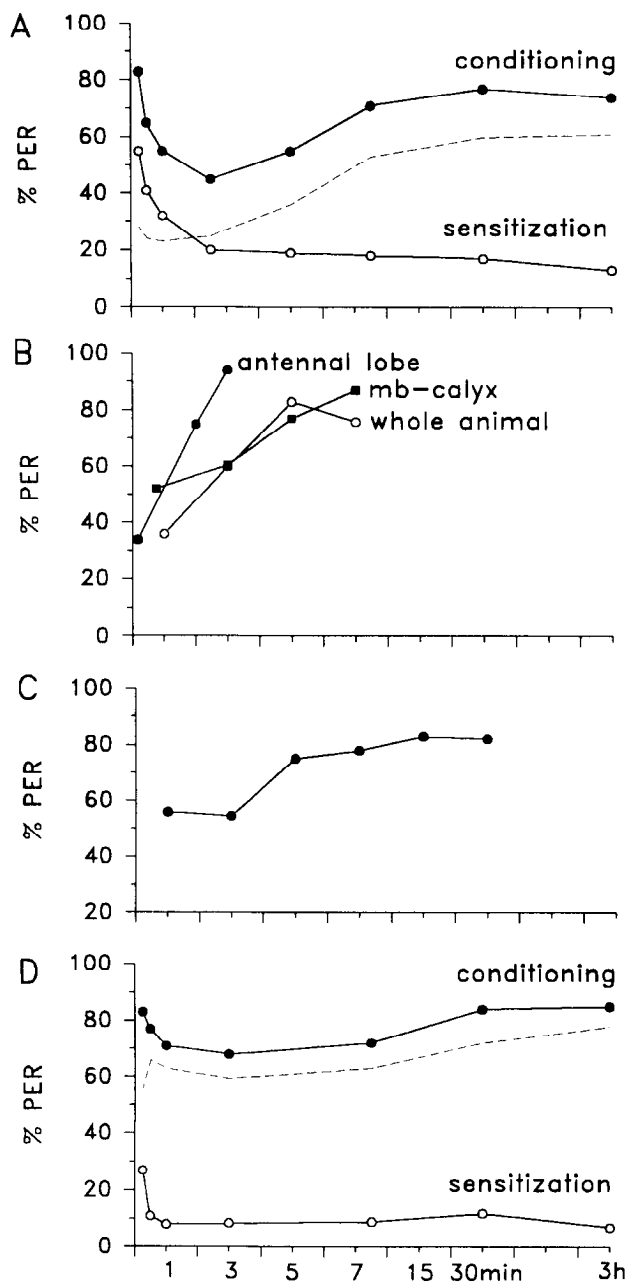 A
100
80
60
40
20
0
% PER
conditioning
sensitization
B
100
80
60
40
20
0
% PER
antennal lobe
mb-calyx
whole animal
C
100
80
60
40
20
% PER
D
100
80
60
40
20
0
% PER
conditioning
sensitization
1 3 5 7 15 30min 3h